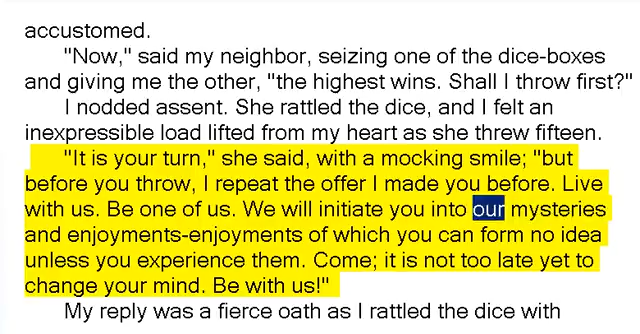 accustomed.
"Now," said my neighbor, seizing one of the dice-boxes
and giving me the other, "the highest wins. Shall I throw first?"
I nodded assent. She rattled the dice, and I felt an
inexpressible load lifted from my heart as she threw fifteen.
"It is your turn," she said, with a mocking smile; "but
before you throw, I repeat the offer I made you before. Live
with us. Be one of us. We will initiate you into our mysteries
and enjoyments-enjoyments of which you can form no idea
unless you experience them. Come; it is not too late yet to
change your mind. Be with us!"
My reply was a fierce oath as I rattled the dice with